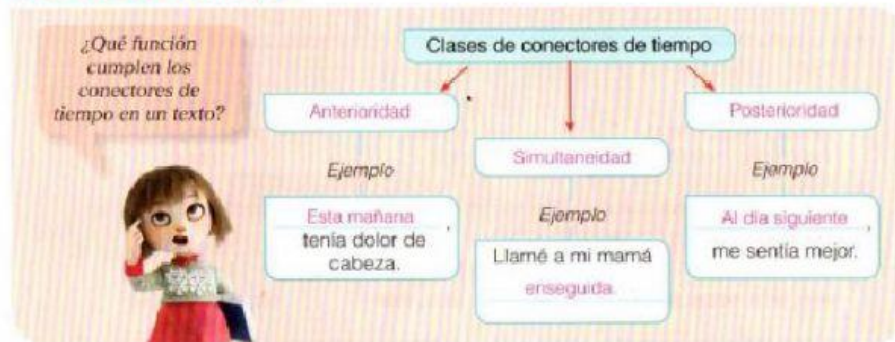 ¿Qué función
cumplen los
conectores de
tiempo en un texto?
Clases de conectores de tiempo
Anterioridad
Simultaneidad
Posterioridad
Ejemplo
Ejemplo
Ejemplo
Esta mañana,
tenía dolor de
cabeza.
Llamé a mi mamá
enseguida.
Al día siguiente,
me sentía mejor.